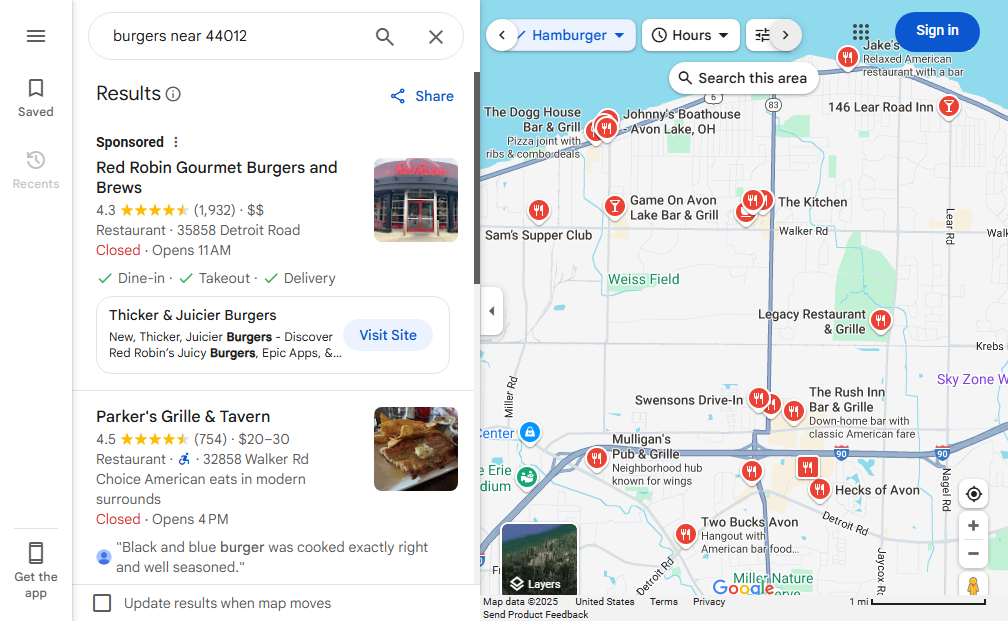 burgers near 44012
Saved
Recents
Get the
app
Results
Share
Sponsored
Red Robin Gourmet Burgers and
Brews
4.3 (1,932) · $$
Restaurant · 35858 Detroit Road
Closed · Opens 11 AM
Dine-in · Takeout · Delivery
Thicker & Juicier Burgers
New, Thicker, Juicier Burgers - Discover
Red Robin's Juicy Burgers, Epic Apps, &...
Visit Site
Parker's Grille & Tavern
4.5 (754) · $20–30
Restaurant · 32858 Walker Rd
Choice American eats in modern
surrounds
Closed · Opens 4 PM
"Black and blue burger was cooked exactly right
and well seasoned."
Update results when map moves
Hamburger
Hours
Sign in
Search this area
Jake's
Relaxed American
restaurant with a bar
6
83
146 Lear Road Inn
The Dogg House
Bar & Grill
Pizza joint with
ribs & combo deals
Johnny's Boathouse
- Avon Lake, OH
Game On Avon
Lake Bar & Grill
The Kitchen
Sam's Supper Club
Walker Rd
Lear Rd
Walk
Weiss Field
Legacy Restaurant
& Grille
Krebs
Sky Zone W
Miller Rd
Swensons Drive-In
The Rush Inn
Bar & Grille
Down-home bar with
classic American fare
Center
Mulligan's
Pub & Grille
Neighborhood hub
known for wings
90
90
e Erie
dium
Nagel Rd
Hecks of Avon
Detroit Rd
Two Bucks Avon
Hangout with
American bar food...
Jaycox Rd
Detroit Rd
Miller Nature
erve
Layers
Google
Map data ©2025 United States Terms Privacy 1 mi
Send Product Feedback